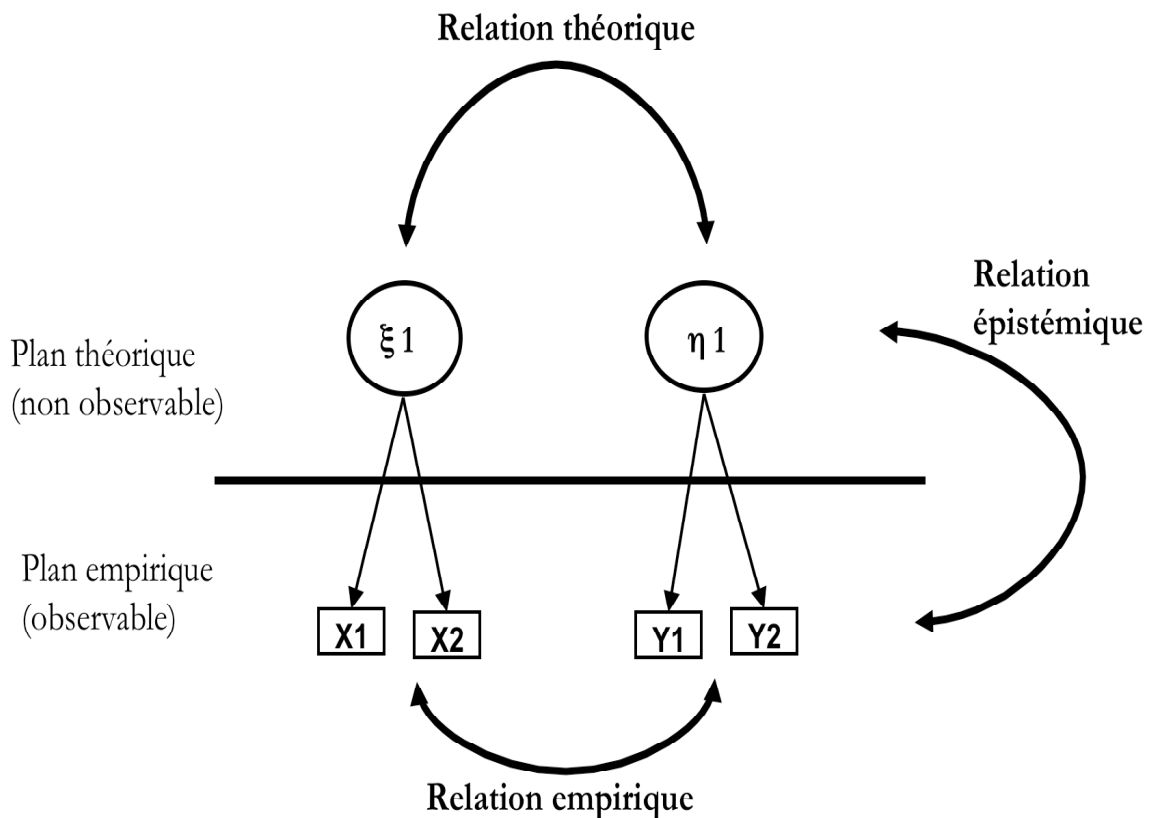 Relation théorique
Relation
épistémique
ξ 1
η 1
Plan théorique
(non observable)
Plan empirique
(observable)
X1
X2
Y1
Y2
Relation empirique